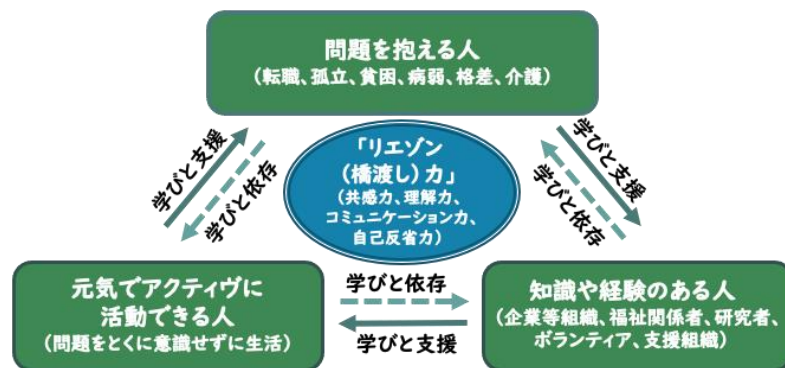 問題を抱える人
(転職、孤立、貧困、病弱、格差、介護)
学びと支援
学びと依存
「リエゾン
(橋渡し)力」
(共感力、理解力、
コミュニケーション力、
自己反省力)
学びと支援
学びと依存
元気でアクティヴに
活動できる人
(問題をとくに意識せずに生活)
学びと依存
学びと支援
知識や経験のある人
(企業等組織、福祉関係者、研究者、
ボランティア、支援組織)